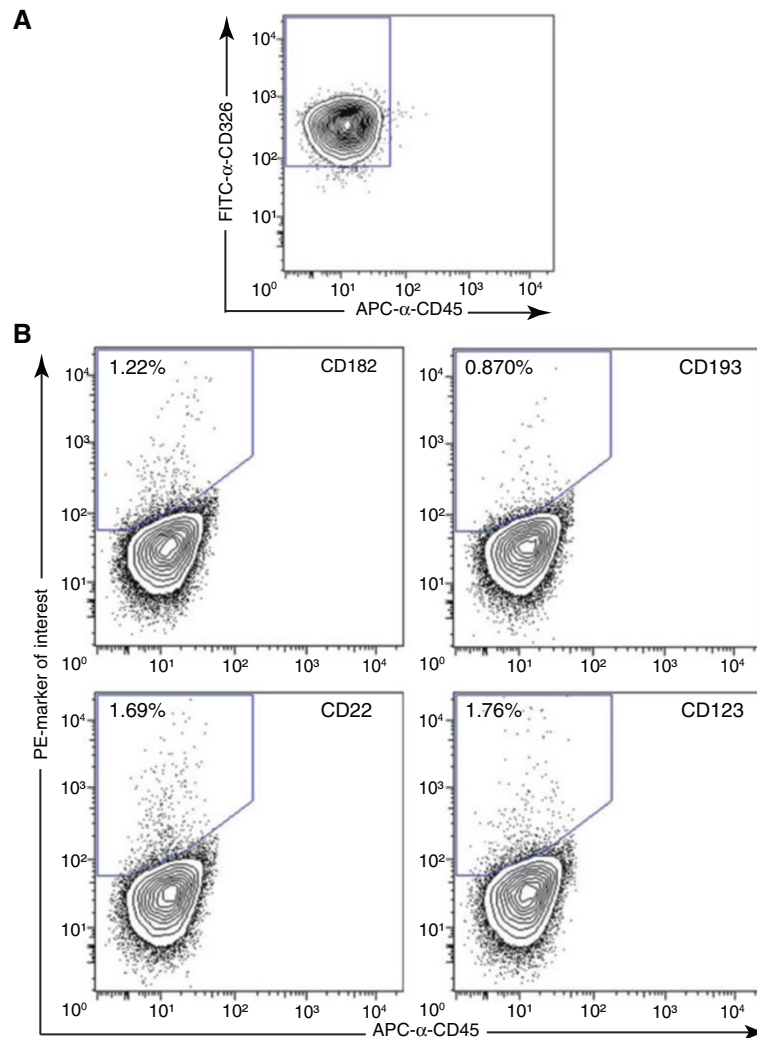 A
FITC-α-CD326
10⁴
10³
10²
10¹
10⁰ 10¹ 10² 10³ 10⁴
APC-α-CD45
B
PE-marker of interest
1.22% CD182
10⁴
10³
10²
10¹
10⁰ 10¹ 10² 10³ 10⁴
0.870% CD193
10⁴
10³
10²
10¹
10⁰ 10¹ 10² 10³ 10⁴
1.69% CD22
10⁴
10³
10²
10¹
10⁰ 10¹ 10² 10³ 10⁴
1.76% CD123
10⁴
10³
10²
10¹
10⁰ 10¹ 10² 10³ 10⁴
APC-α-CD45